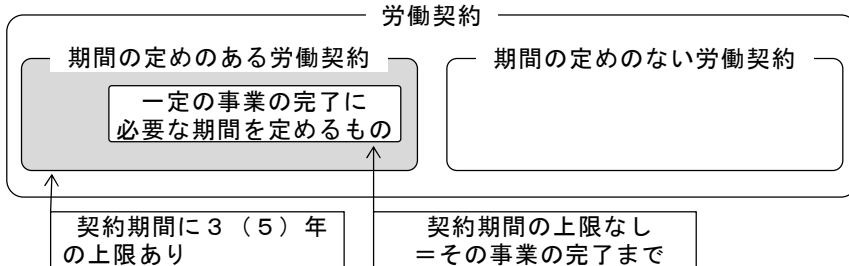 労働契約
期間の定めのある労働契約
一定の事業の完了に
必要な期間を定めるもの
期間の定めのない労働契約
契約期間に３（５）年
の上限あり
契約期間の上限なし
＝その事業の完了まで